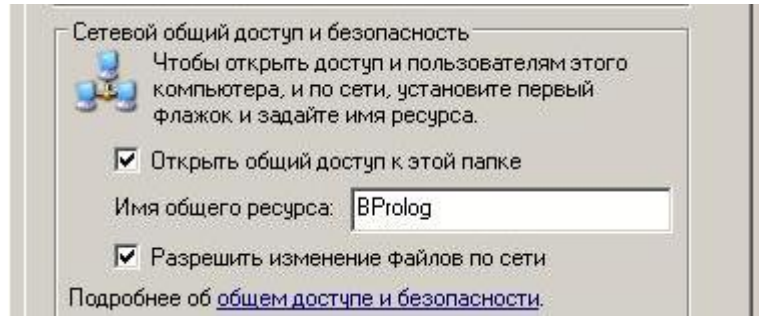 Сетевой общий доступ и безопасность
Чтобы открыть доступ и пользователям этого
компьютера, и по сети, установите первый
флажок и задайте имя ресурса.
Открыть общий доступ к этой папке
Имя общего ресурса: BProlog
Разрешить изменение файлов по сети
Подробнее об общем доступе и безопасности.